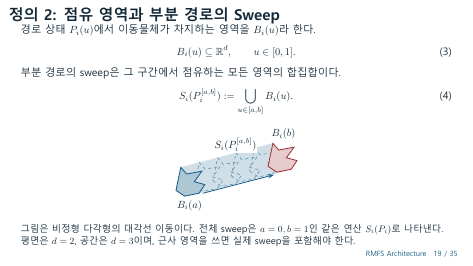 정의 2: 점유 영역과 부분 경로의 Sweep
경로 상태 P_i(u)에서 이동물체가 차지하는 영역을 B_i(u)라 한다.
B_i(u) ⊆ ℝ^d, u ∈ [0, 1]. (3)
부분 경로의 sweep은 그 구간에서 점유하는 모든 영역의 합집합이다.
S_i(P_i^{[a,b]}) := ⋃_{u∈[a,b]} B_i(u). (4)
B_i(b)
S_i(P_i^{[a,b]})
B_i(a)
그림은 비정형 다각형의 대각선 이동이다. 전체 sweep은 a = 0, b = 1인 같은 연산 S_i(P_i)로 나타낸다.
평면은 d = 2, 공간은 d = 3이며, 근사 영역을 쓰면 실제 sweep을 포함해야 한다.
RMFS Architecture 19 / 35